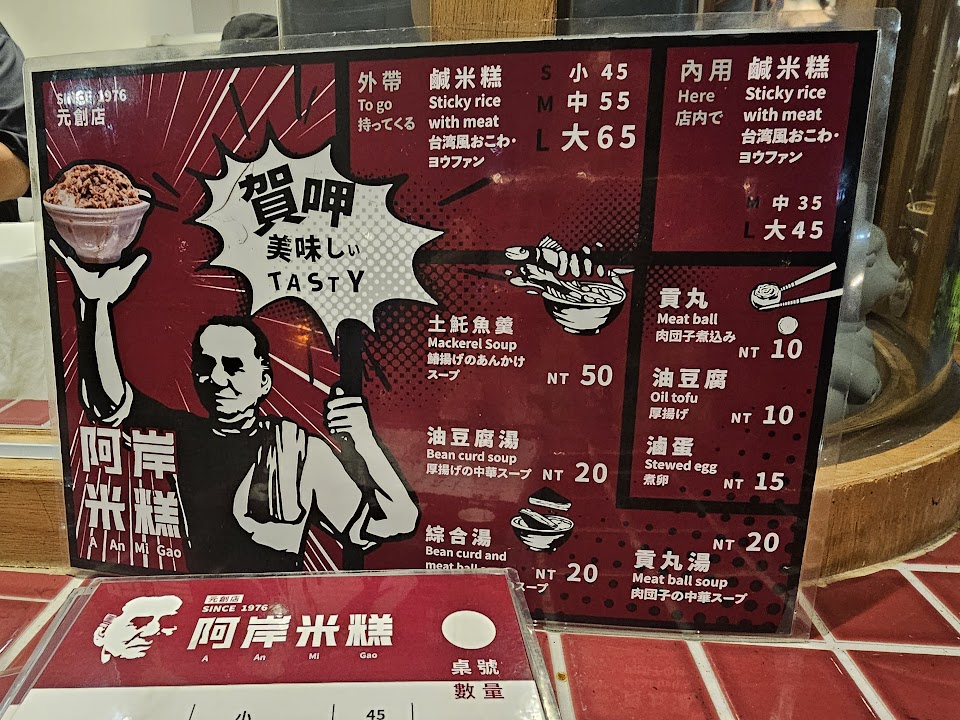 SINCE 1976
元創店
賀呷
美味しぃ
TASTY
阿岸
米糕
A An Mi Gao
外帶
To go
持ってくる
鹹米糕
Sticky rice
with meat
台湾風おこわ・
ヨウファン
S 小 45
M 中 55
L 大 65
內用
Here
店内で
鹹米糕
Sticky rice
with meat
台湾風おこわ・
ヨウファン
M 中 35
L 大 45
土魠魚羹
Mackerel Soup
鰆揚げのあんかけ
スープ
NT 50
油豆腐湯
Bean curd soup
厚揚げの中華スープ
NT 20
綜合湯
Bean curd and
meat ball
スープ
NT 20
貢丸
Meat ball
肉団子煮込み
NT 10
油豆腐
Oil tofu
厚揚げ
NT 10
滷蛋
Stewed egg
煮卵
NT 15
NT 20
貢丸湯
Meat ball soup
肉団子の中華スープ
元創店
SINCE 1976
阿岸米糕
A An Mi Gao
桌號
數量
小
45